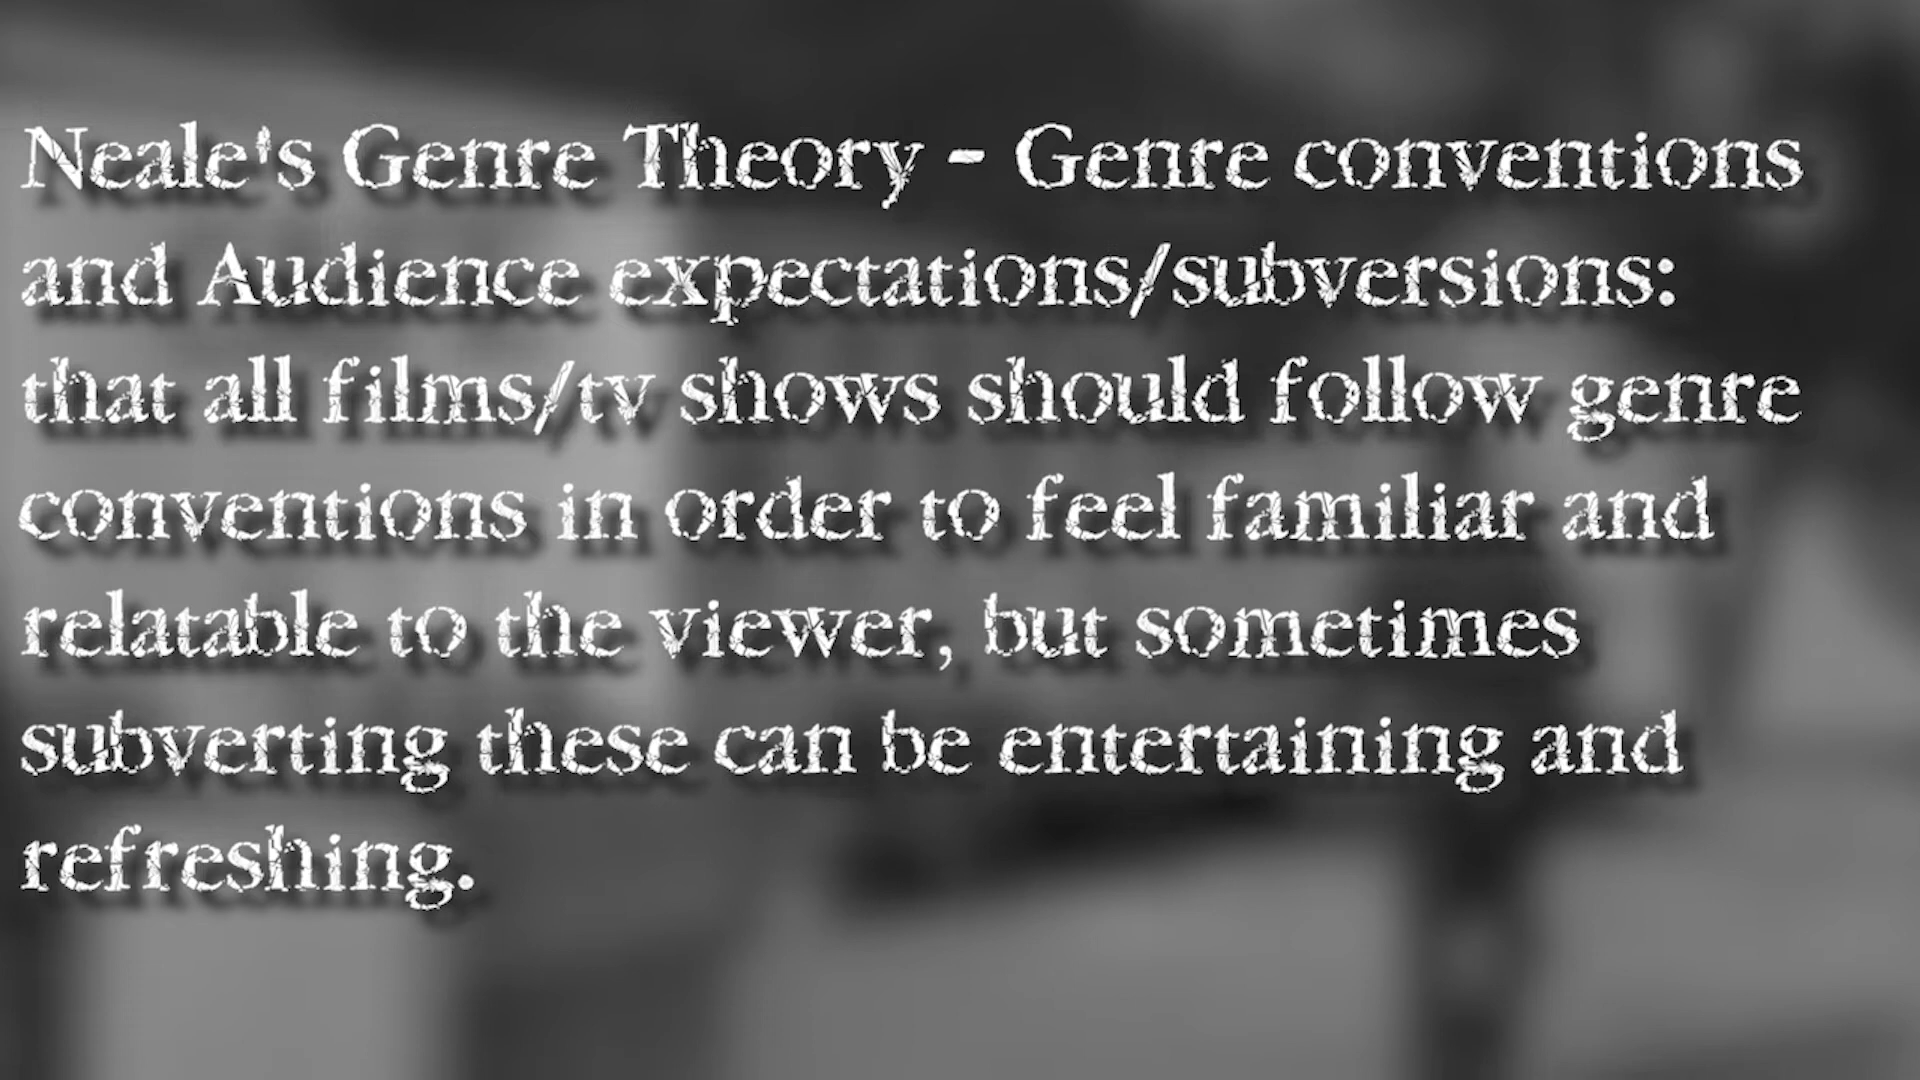 Neale's Genre Theory - Genre conventions
and Audience expectations/subversions:
that all films/tv shows should follow genre
conventions in order to feel familiar and
relatable to the viewer, but sometimes
subverting these can be entertaining and
refreshing.